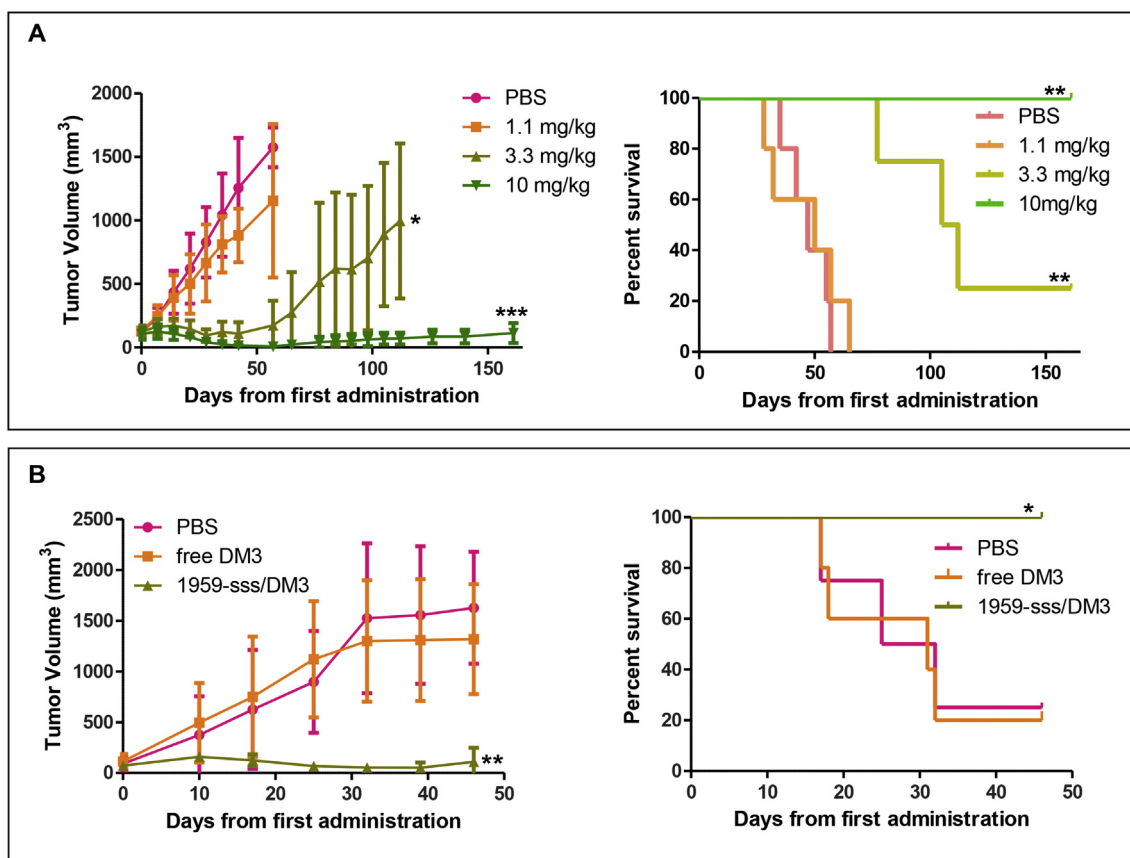 A
Tumor Volume (mm³)
2000
1500
1000
500
0
0 50 100 150
Days from first administration
PBS
1.1 mg/kg
3.3 mg/kg
10 mg/kg
*
***
Percent survival
100
80
60
40
20
0
0 50 100 150
Days from first administration
**
PBS
1.1 mg/kg
3.3 mg/kg
10mg/kg
**
B
Tumor Volume (mm³)
2500
2000
1500
1000
500
0
0 10 20 30 40 50
Days from first administration
PBS
free DM3
1959-sss/DM3
**
Percent survival
100
80
60
40
20
0
0 10 20 30 40 50
Days from first administration
*
PBS
free DM3
1959-sss/DM3